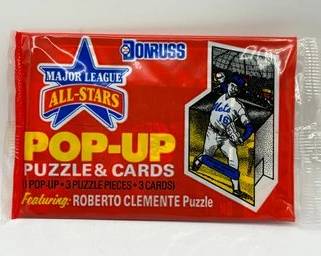 DONRUSS
MAJOR LEAGUE
ALL-STARS
Mets
16
POP-UP
PUZZLE & CARDS
(1 POP-UP • 3 PUZZLE PIECES • 3 CARDS)
Featuring: ROBERTO CLEMENTE Puzzle